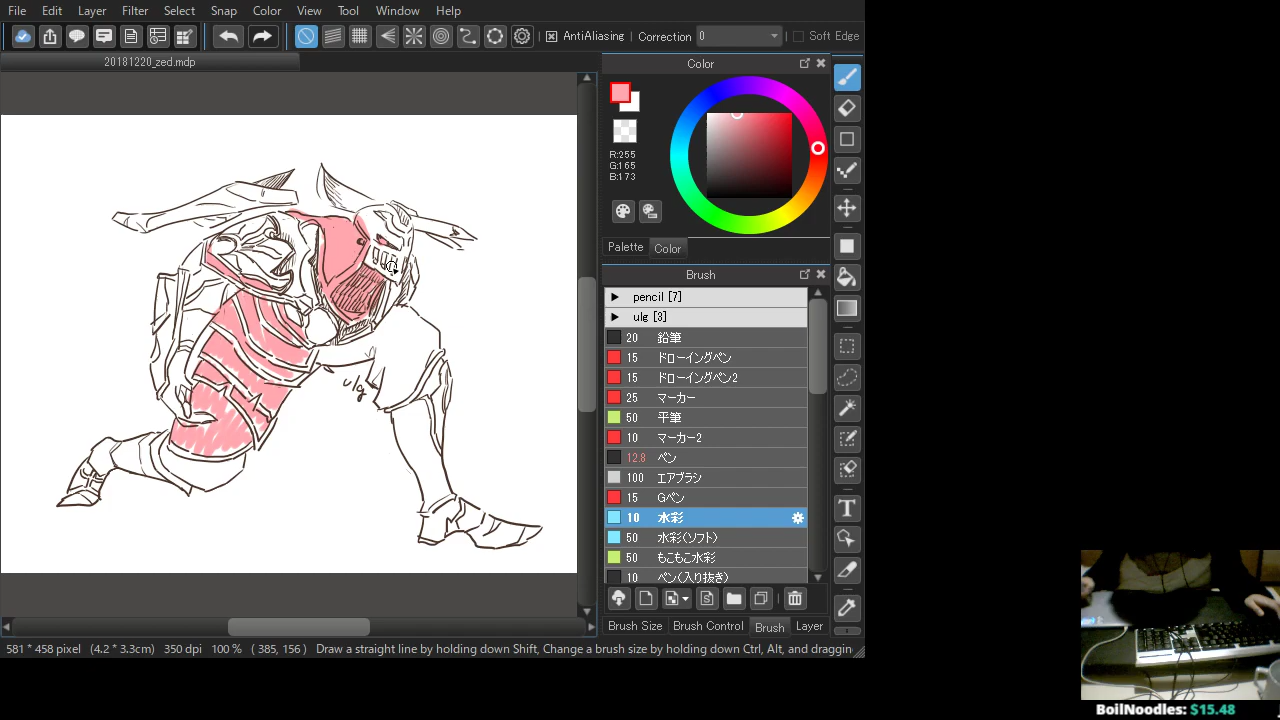 File Edit Layer Filter Select Snap Color View Tool Window Help
AntiAliasing Correction 0 Soft Edge
20181220_zed.mdp
Color
R:255
G:165
B:173
Palette Color
Brush
pencil [7]
ulg [3]
20 鉛筆
15 ドローイングペン
15 ドローイングペン2
25 マーカー
50 平筆
10 マーカー2
12.8 ペン
100 エアブラシ
15 Gペン
10 水彩
50 水彩(ソフト)
50 もこもこ水彩
10 ペン(入り抜き)
Brush Size Brush Control Brush Layer
ulg
581 * 458 pixel (4.2 * 3.3cm) 350 dpi 100 % ( 385, 156 ) Draw a straight line by holding down Shift, Change a brush size by holding down Ctrl, Alt, and dragging
BoilNoodles: $15.48